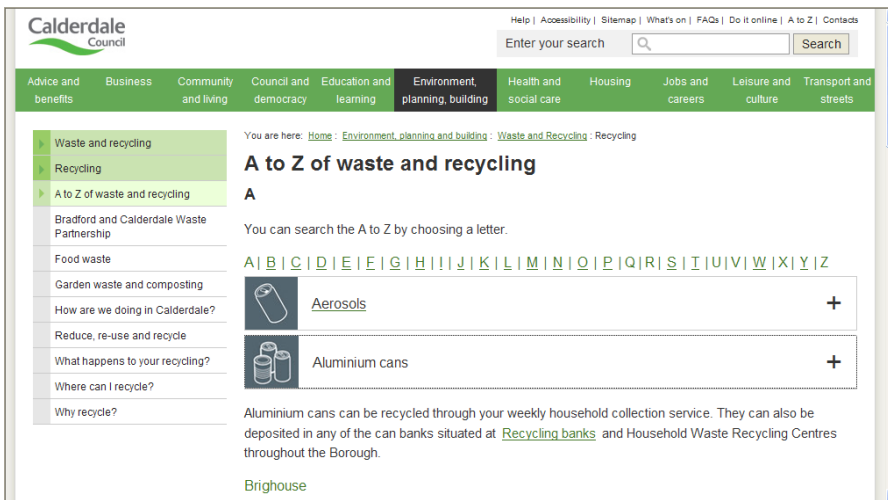 Calderdale
Council
Help | Accessibility | Sitemap | What's on | FAQs | Do it online | A to Z | Contacts
Enter your search
Search
Advice and benefits
Business
Community and living
Council and democracy
Education and learning
Environment, planning, building
Health and social care
Housing
Jobs and careers
Leisure and culture
Transport and streets
Waste and recycling
Recycling
A to Z of waste and recycling
Bradford and Calderdale Waste
Partnership
Food waste
Garden waste and composting
How are we doing in Calderdale?
Reduce, re-use and recycle
What happens to your recycling?
Where can I recycle?
Why recycle?
You are here: Home : Environment, planning and building : Waste and Recycling : Recycling
A to Z of waste and recycling
A
You can search the A to Z by choosing a letter.
A| B | C | D | E | F | G | H | I | J | K | L | M | N | O | P |Q|R| S | T |U|V| W |X| Y |Z
Aerosols +
Aluminium cans +
Aluminium cans can be recycled through your weekly household collection service. They can also be
deposited in any of the can banks situated at Recycling banks and Household Waste Recycling Centres
throughout the Borough.
Brighouse